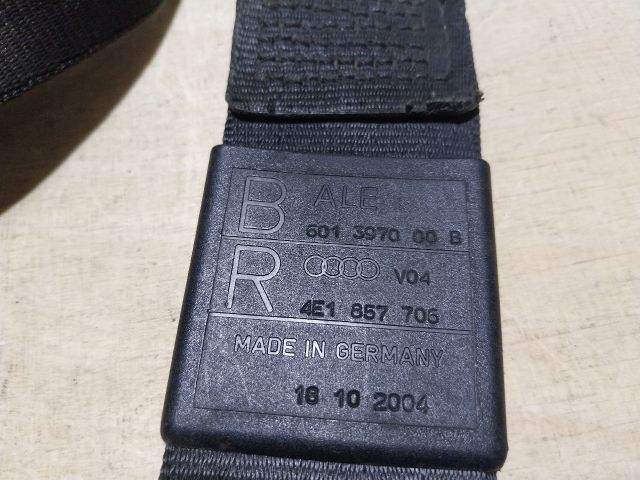 B ALE
601 3970 00 B
R V04
4E1 857 706
MADE IN GERMANY
18 10 2004